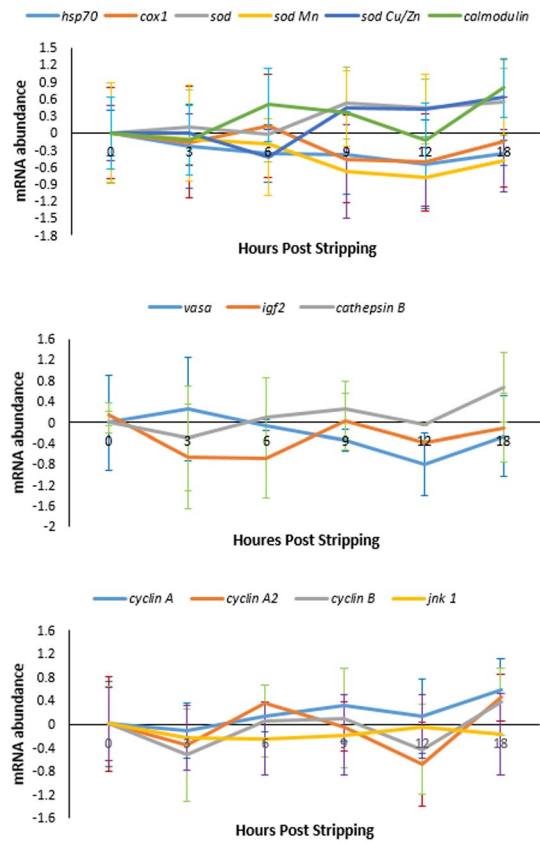 hsp70 cox1 sod sod Mn sod Cu/Zn calmodulin
1.5
1.2
0.9
0.6
0.3
0
-0.3
-0.6
-0.9
-1.2
-1.5
-1.8
mRNA abundance
0 3 6 9 12 18
Hours Post Stripping
vasa igf2 cathepsin B
1.6
1.2
0.8
0.4
0
-0.4
-0.8
-1.2
-1.6
-2
mRNA abundance
0 3 6 9 12 18
Houres Post Stripping
cyclin A cyclin A2 cyclin B jnk 1
1.6
1.2
0.8
0.4
0
-0.4
-0.8
-1.2
-1.6
mRNA abundance
0 3 6 9 12 18
Hours Post Stripping